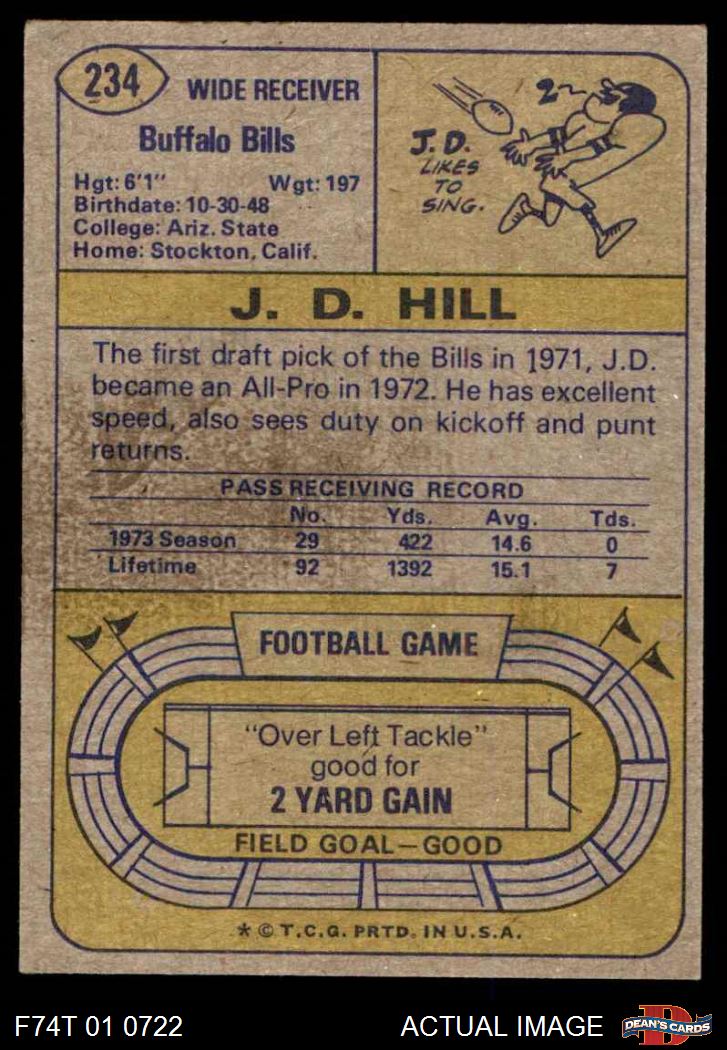 234
WIDE RECEIVER
Buffalo Bills
Hgt: 6'1" Wgt: 197
Birthdate: 10-30-48
College: Ariz. State
Home: Stockton, Calif.
J.D.
LIKES
TO
SING.
J. D. HILL
The first draft pick of the Bills in 1971, J.D.
became an All-Pro in 1972. He has excellent
speed, also sees duty on kickoff and punt
returns.
PASS RECEIVING RECORD
No. Yds. Avg. Tds.
1973 Season 29 422 14.6 0
Lifetime 92 1392 15.1 7
FOOTBALL GAME
"Over Left Tackle"
good for
2 YARD GAIN
FIELD GOAL—GOOD
* © T.C.G. PRTD. IN U.S.A.
F74T 01 0722 ACTUAL IMAGE
D
DEAN'S CARDS